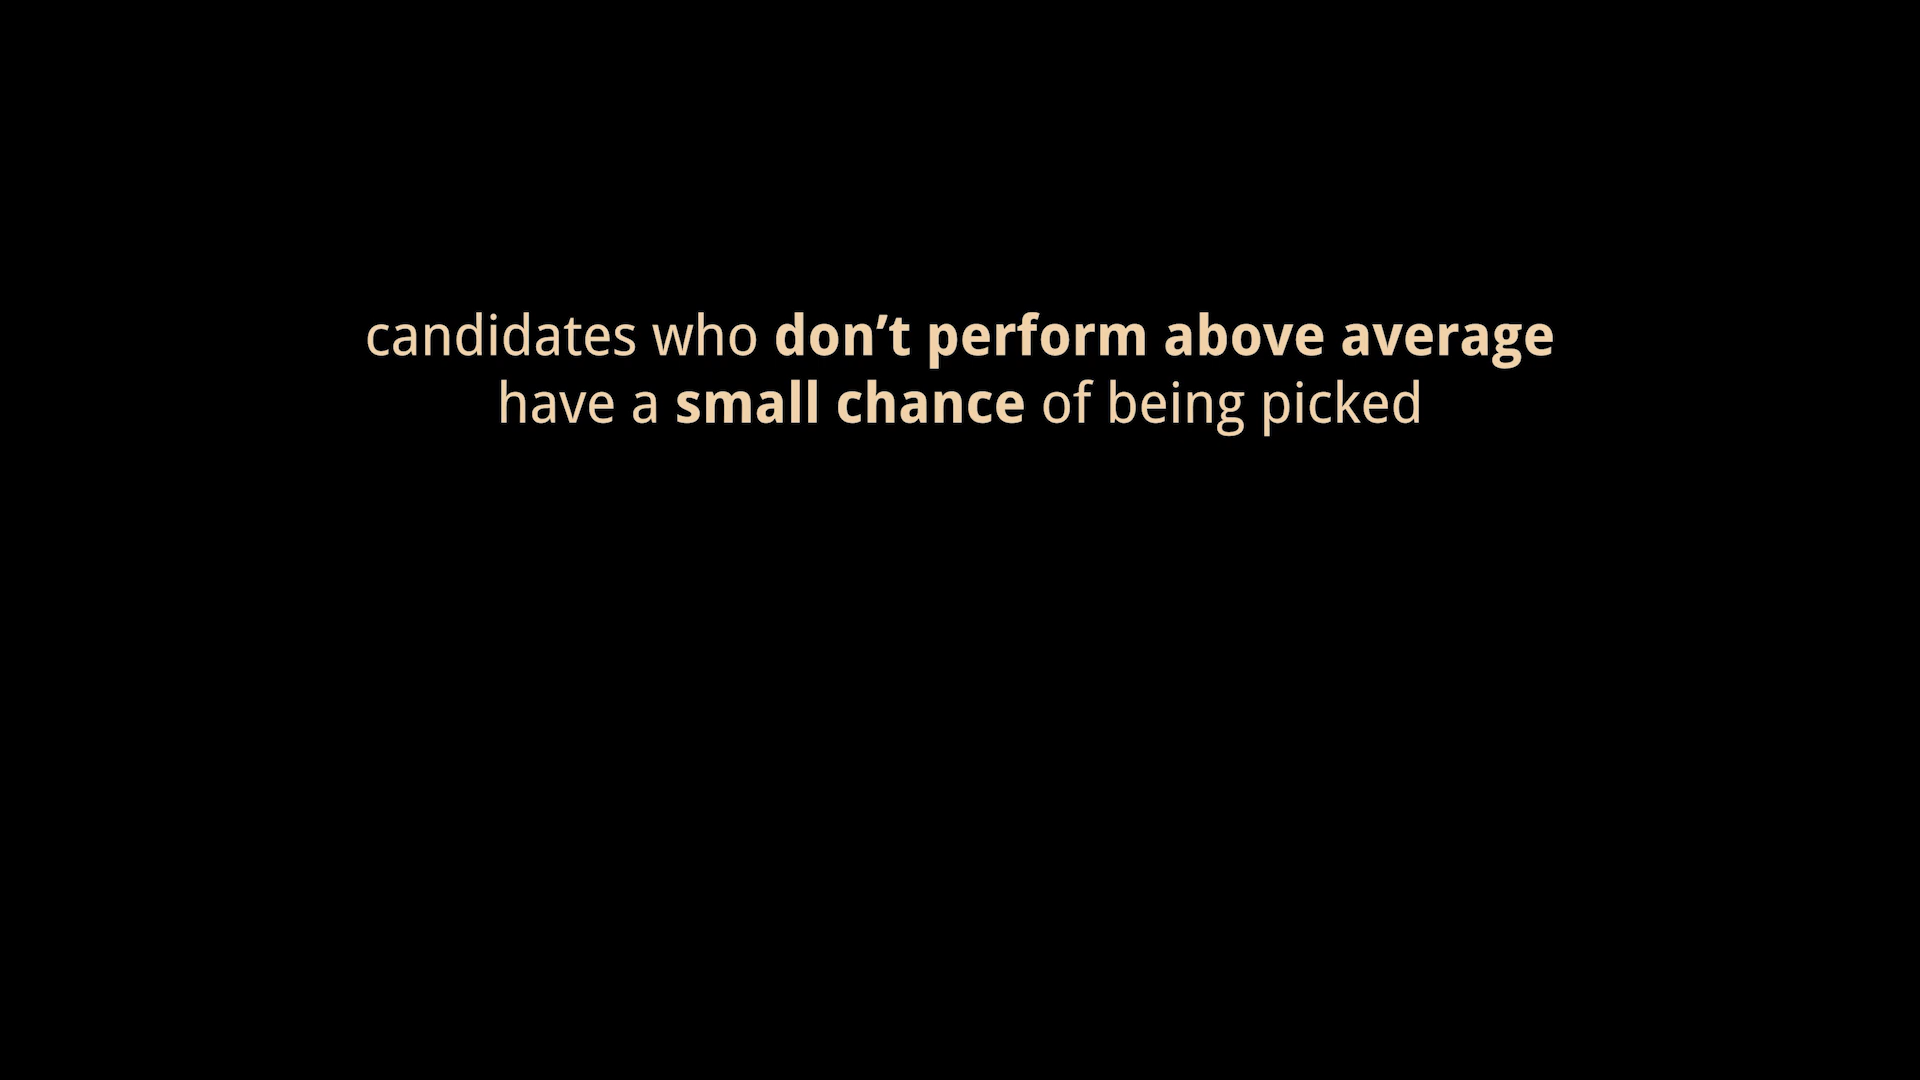 candidates who don’t perform above average
have a small chance of being picked